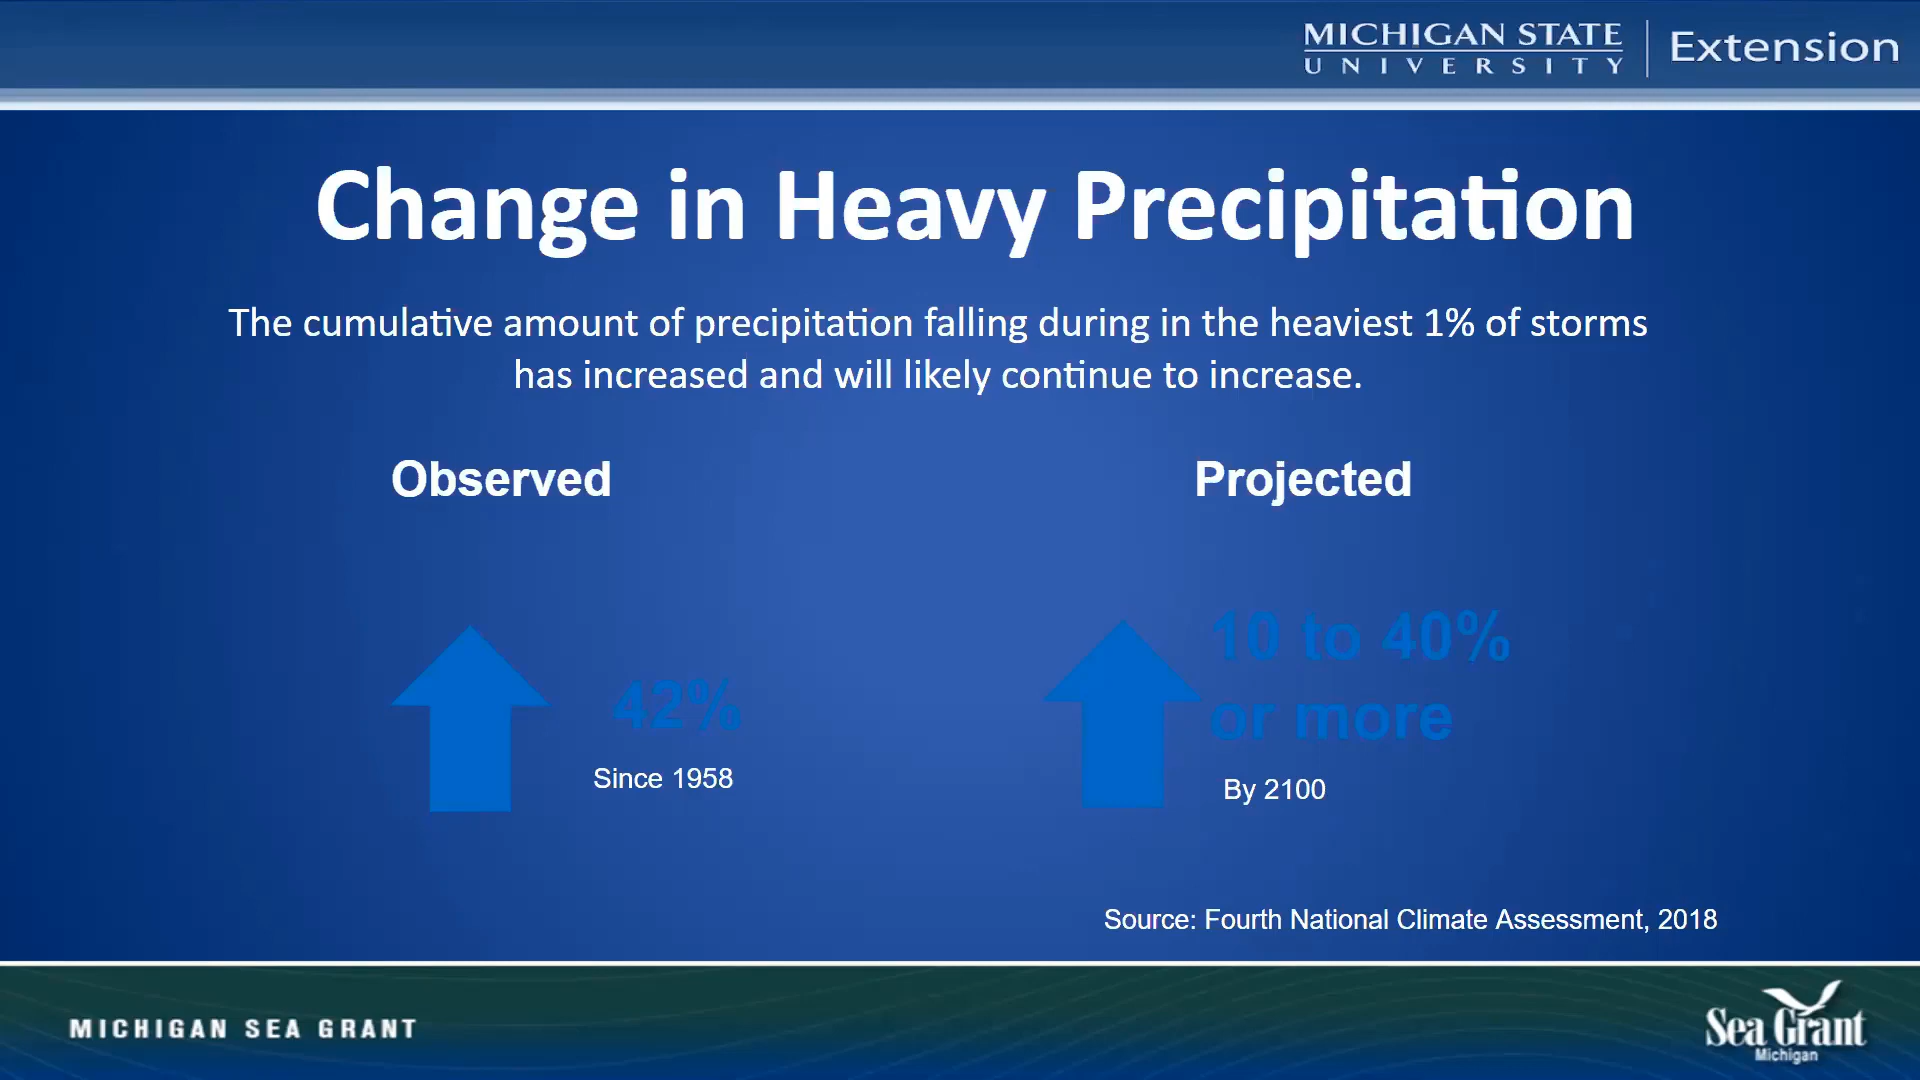 MICHIGAN STATE
UNIVERSITY
Extension
Change in Heavy Precipitation
The cumulative amount of precipitation falling during in the heaviest 1% of storms
has increased and will likely continue to increase.
Observed
42%
Since 1958
Projected
10 to 40%
or more
By 2100
Source: Fourth National Climate Assessment, 2018
MICHIGAN SEA GRANT
Sea Grant
Michigan